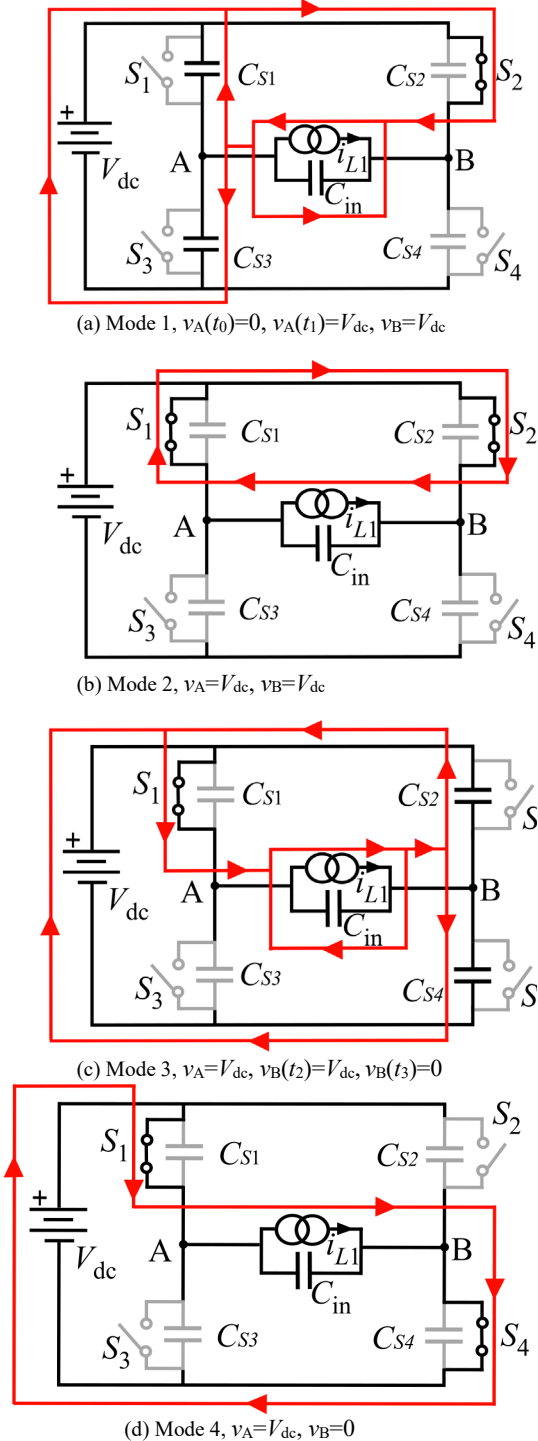 S1 CS1 CS2 S2
+
Vdc A iL1 B
Cin
S3 CS3 CS4 S4
(a) Mode 1, vA(t0)=0, vA(t1)=Vdc, vB=Vdc
S1 CS1 CS2 S2
+
Vdc A iL1 B
Cin
S3 CS3 CS4 S4
(b) Mode 2, vA=Vdc, vB=Vdc
S1 CS1 CS2 S
+
Vdc A iL1 B
Cin
S3 CS3 CS4 S
(c) Mode 3, vA=Vdc, vB(t2)=Vdc, vB(t3)=0
S1 CS1 CS2 S2
+
Vdc A iL1 B
Cin
S3 CS3 CS4 S4
(d) Mode 4, vA=Vdc, vB=0